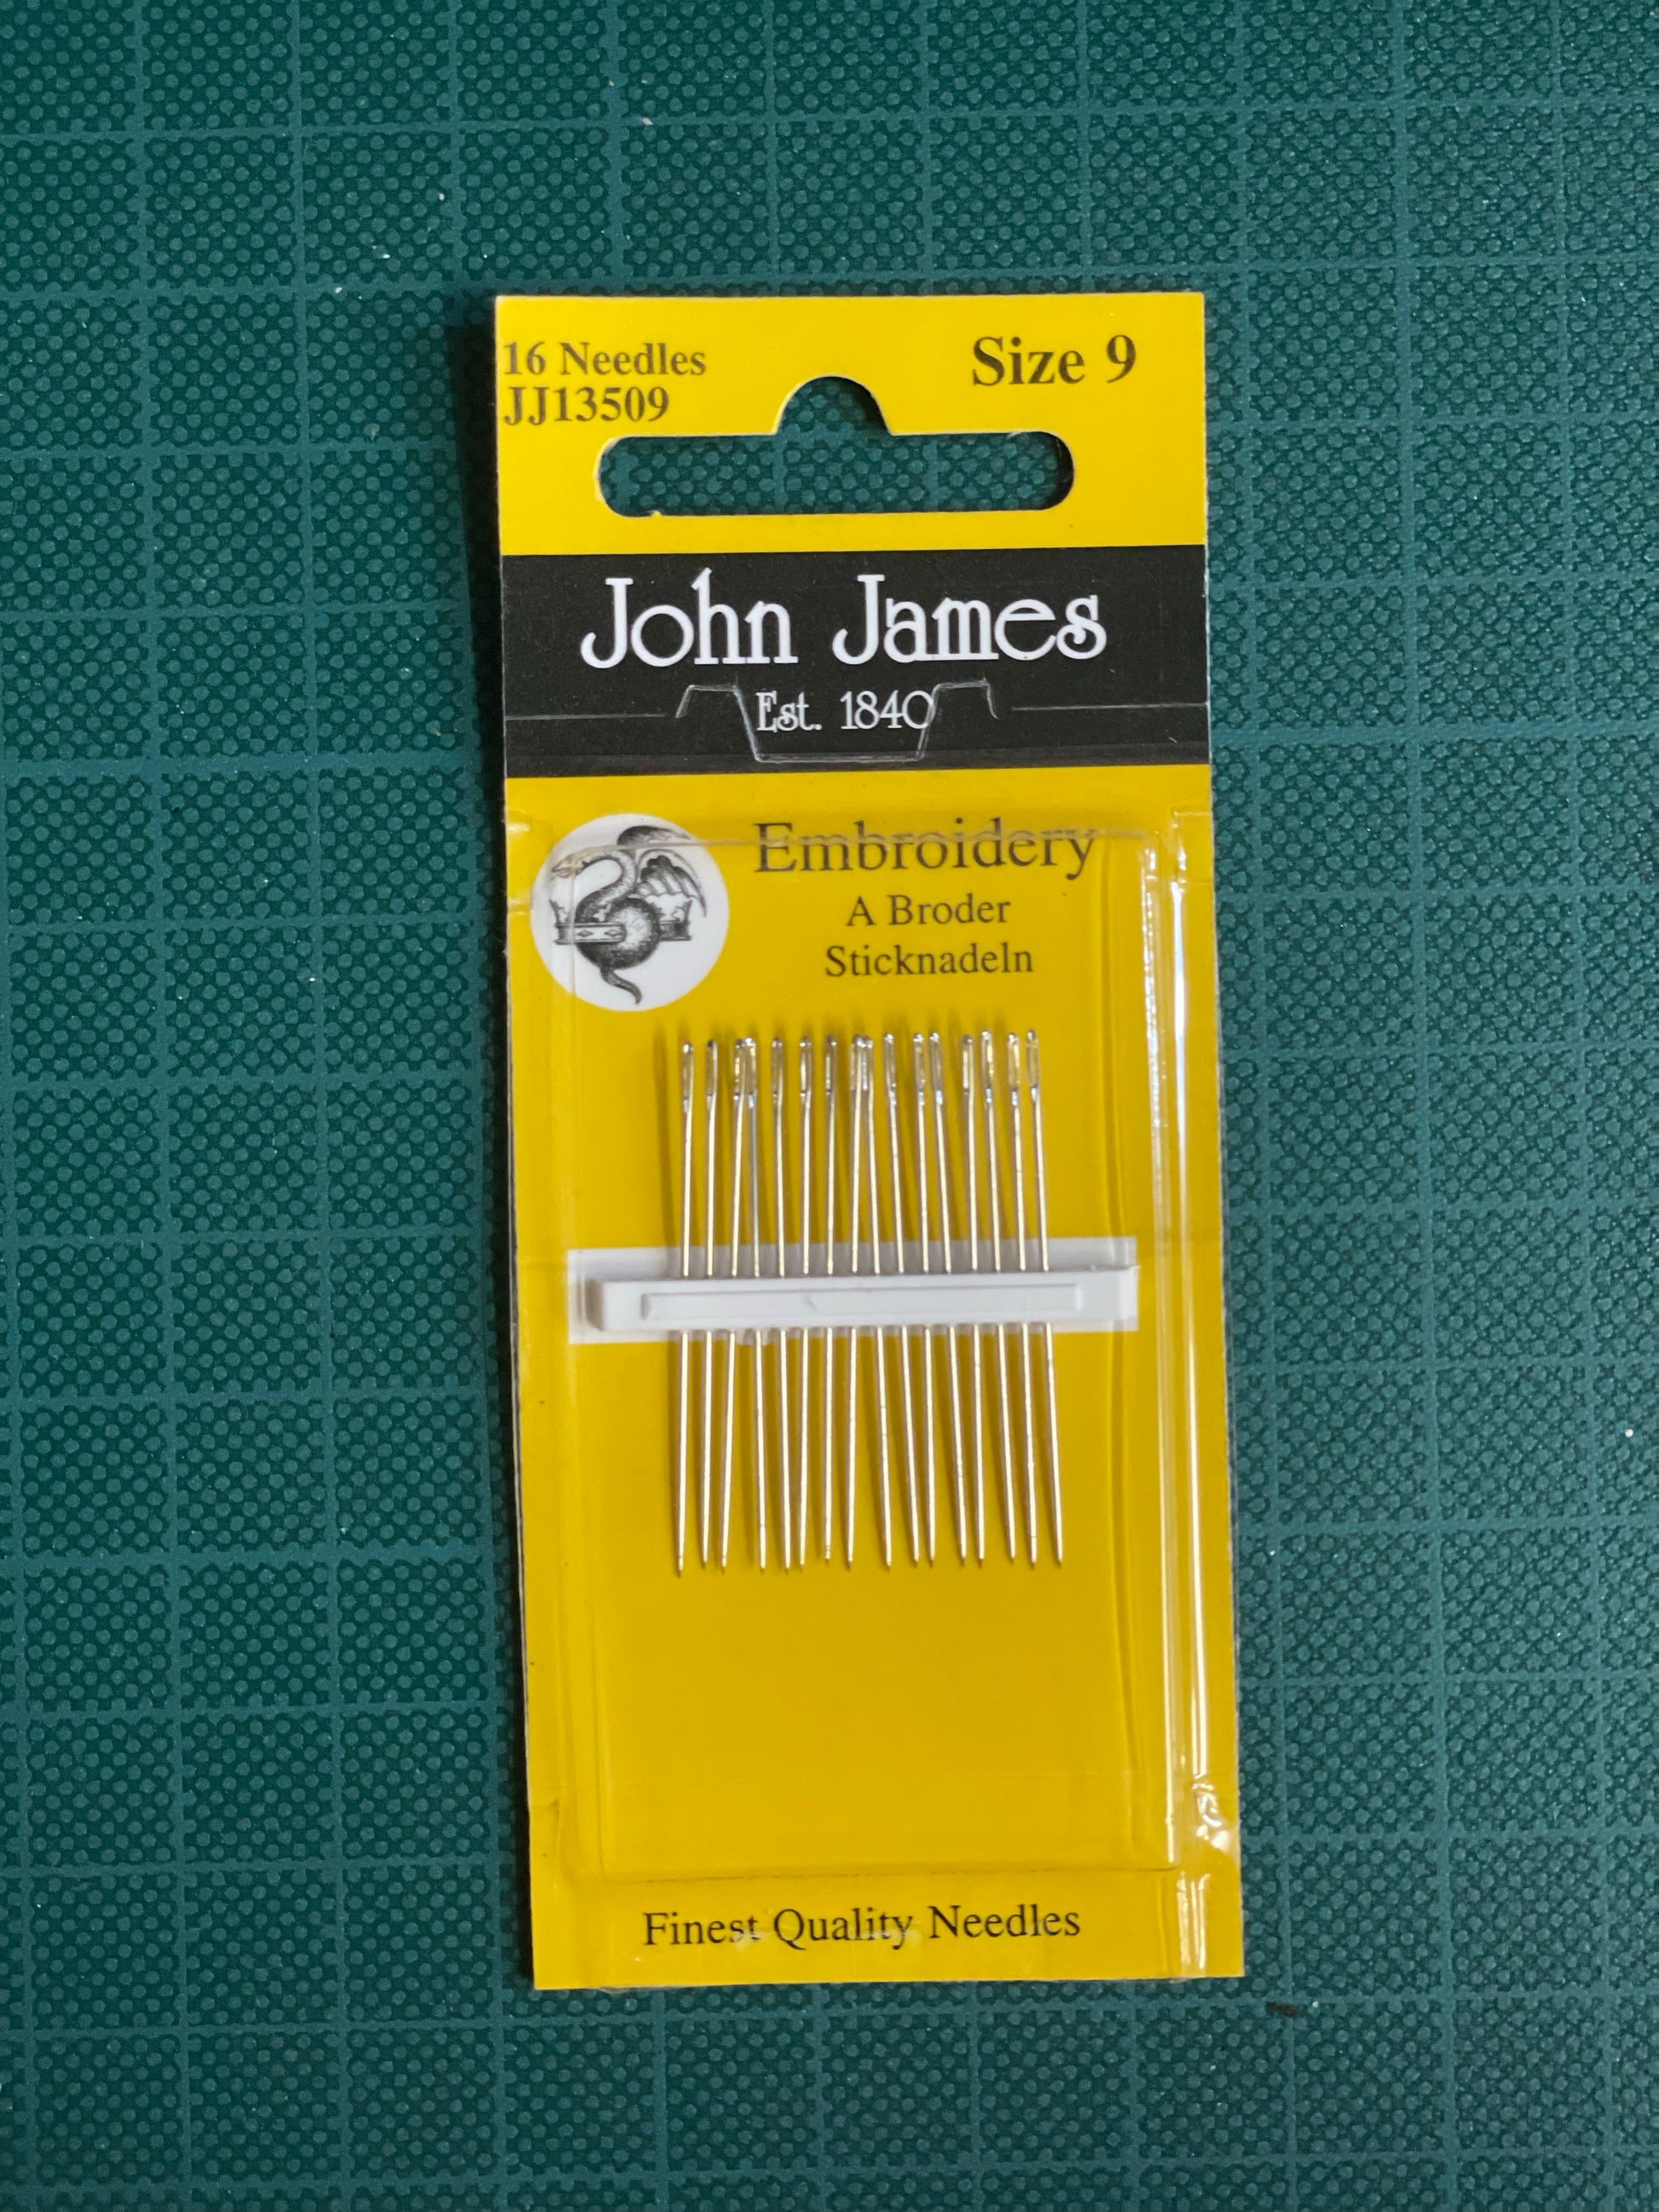 16 Needles
JJ13509
Size 9
John James
Est. 1840
Embroidery
A Broder
Sticknadeln
Finest Quality Needles